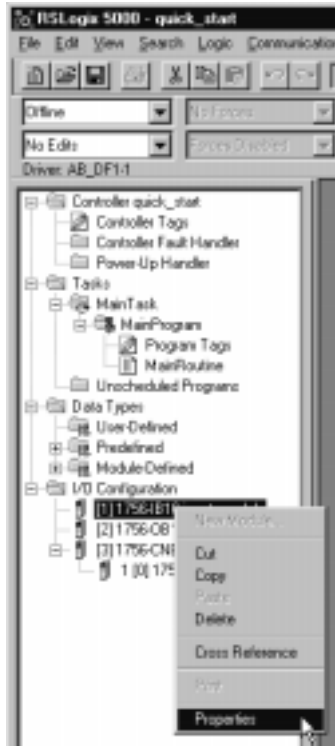 RSLogix 5000 - quick_start
File Edit View Search Logic Communication
Offline
No Forces
No Edits
Forces Disabled
Driver: AB_DF1-1
Controller quick_start
Controller Tags
Controller Fault Handler
Power-Up Handler
Tasks
MainTask
MainProgram
Program Tags
MainRoutine
Unscheduled Programs
Data Types
User-Defined
Predefined
Module-Defined
I/O Configuration
[1] 1756-IB1
[2] 1756-OB1
[3] 1756-CNB
1 [0] 175
New Module...
Cut
Copy
Paste
Delete
Cross Reference
Print
Properties